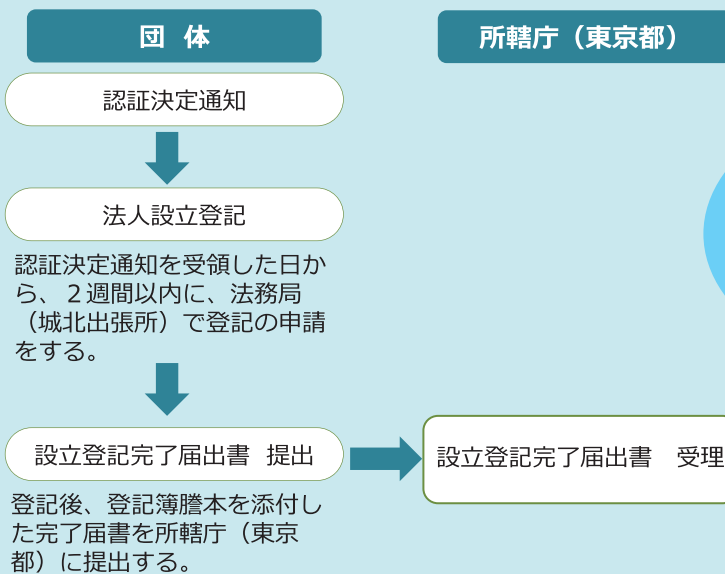 団 体
所轄庁（東京都）
認証決定通知
法人設立登記
認証決定通知を受領した日か
ら、２週間以内に、法務局
（城北出張所）で登記の申請
をする。
設立登記完了届出書 提出
設立登記完了届出書　受理
登記後、登記簿謄本を添付し
た完了届書を所轄庁（東京
都）に提出する。